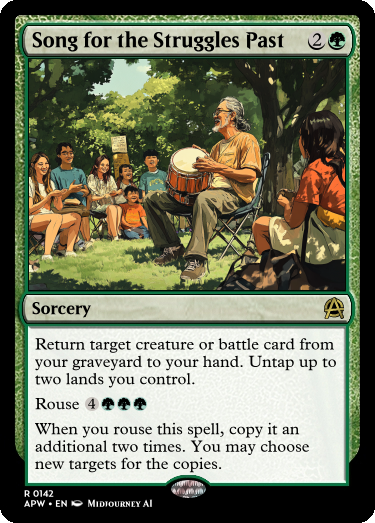 Song for the Struggles Past 2
Sorcery
Return target creature or battle card from
your graveyard to your hand. Untap up to
two lands you control.
Rouse 4
When you rouse this spell, copy it an
additional two times. You may choose
new targets for the copies.
R 0142
APW • EN Midjourney AI